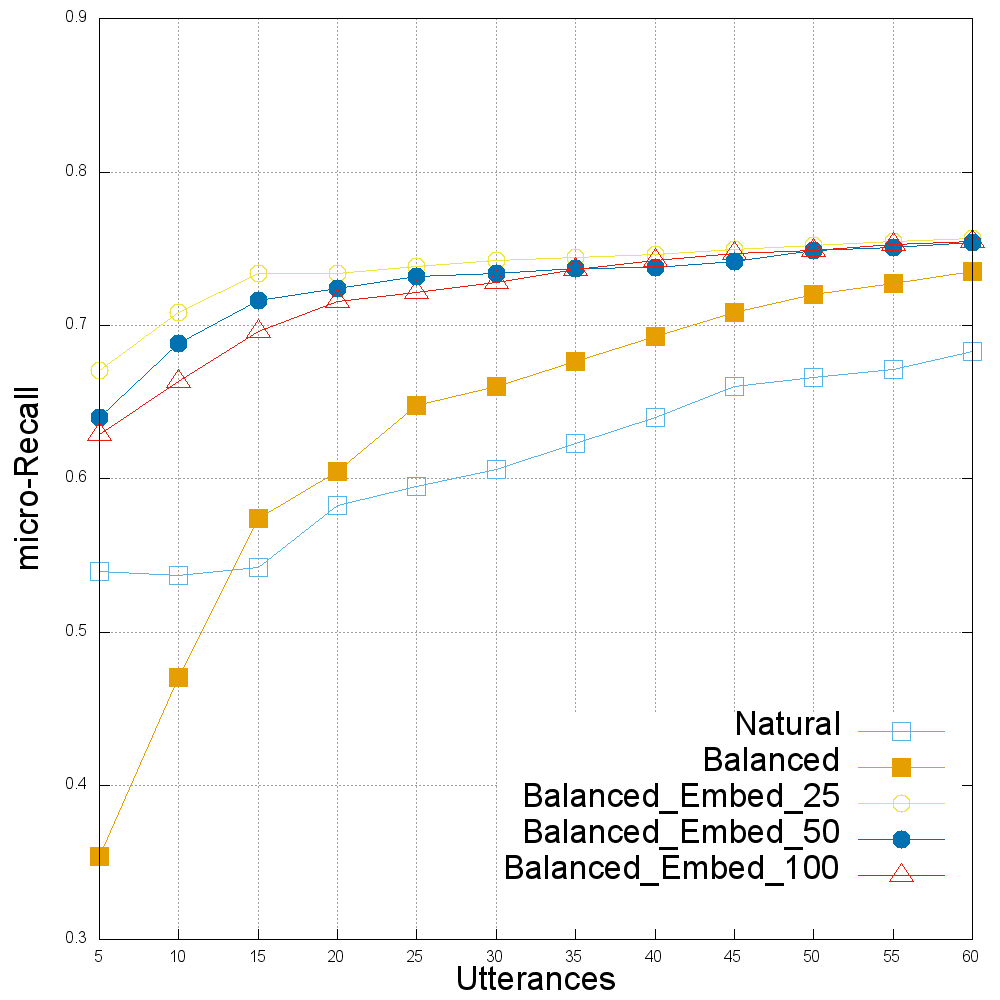 0.9
0.8
0.7
0.6
0.5
0.4
0.3
micro-Recall
Natural
Balanced
Balanced_Embed_25
Balanced_Embed_50
Balanced_Embed_100
5 10 15 20 25 30 35 40 45 50 55 60
Utterances